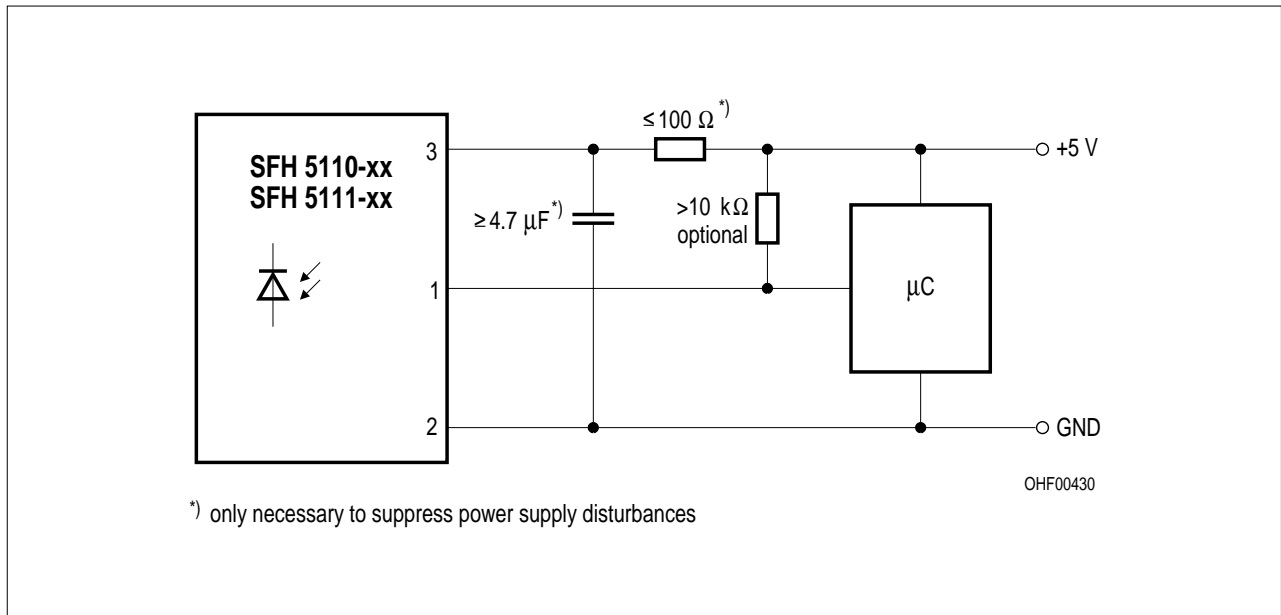 ≤100 Ω *)
3
+5 V
SFH 5110-xx
SFH 5111-xx
≥4.7 μF *)
>10 kΩ
optional
1
μC
2
GND
OHF00430
*) only necessary to suppress power supply disturbances